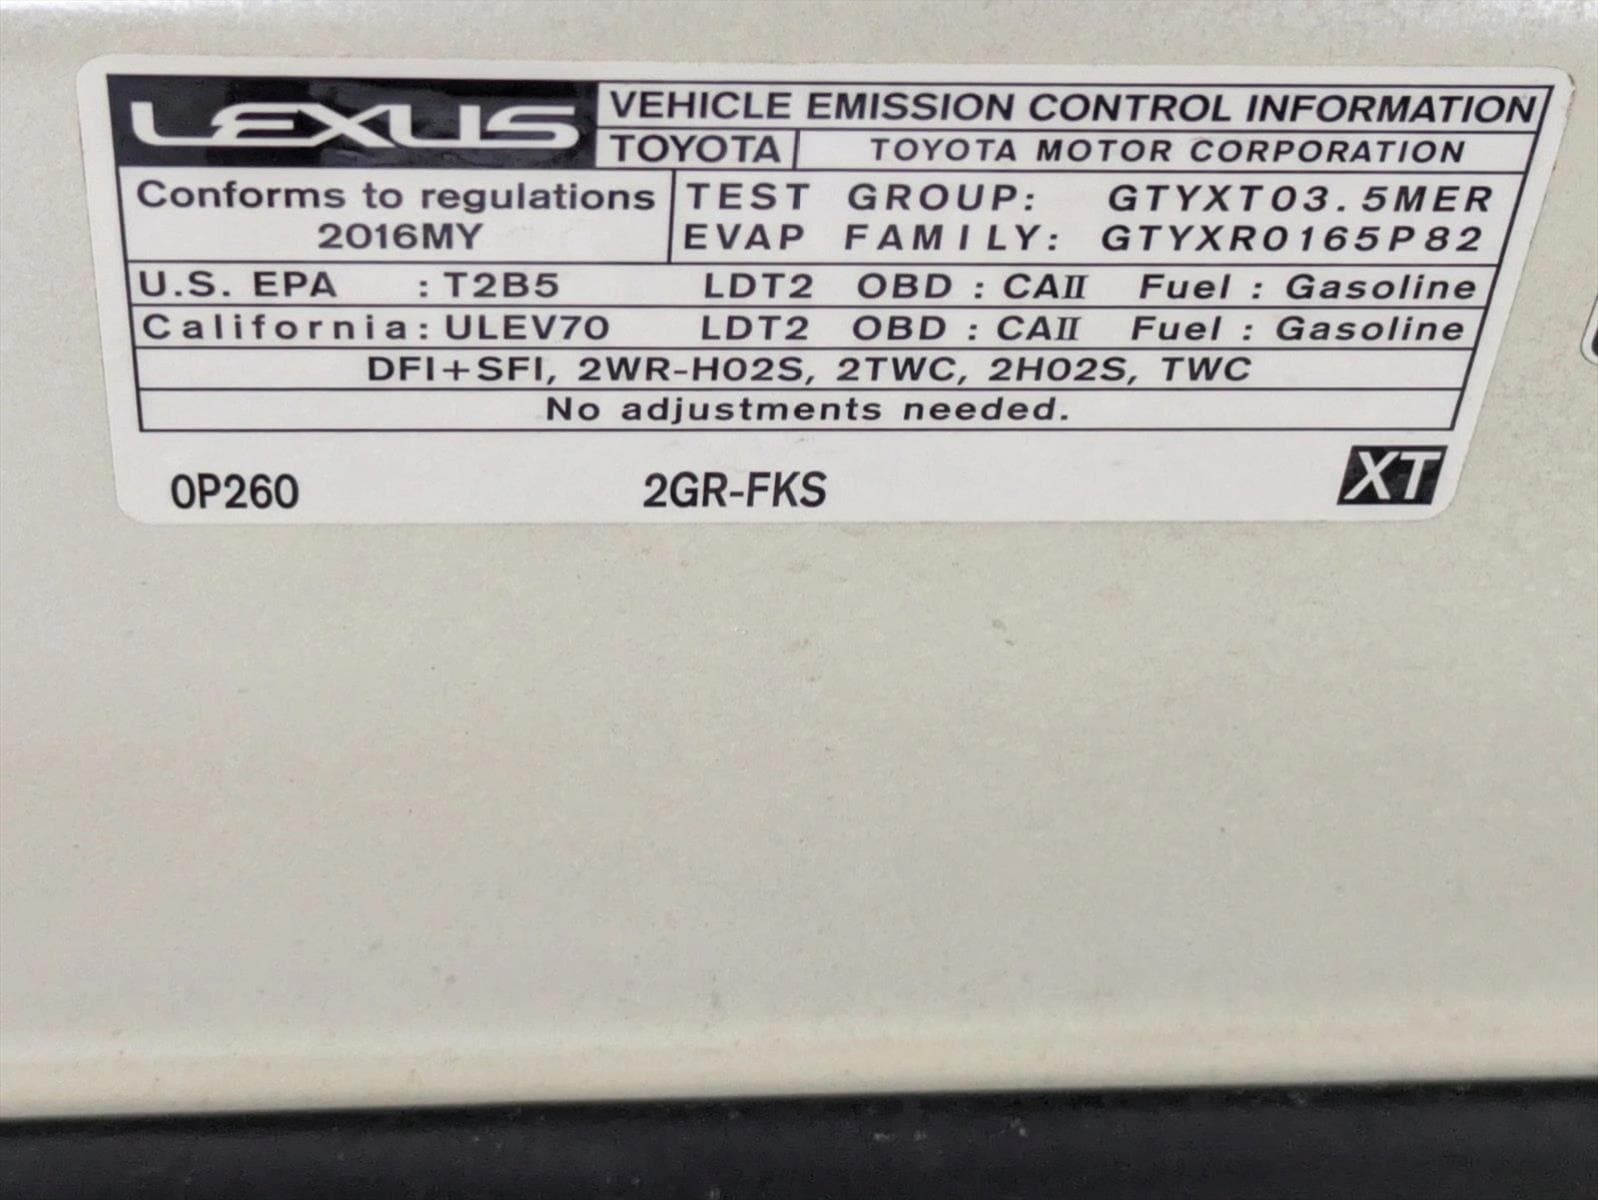 LEXUS VEHICLE EMISSION CONTROL INFORMATION
TOYOTA TOYOTA MOTOR CORPORATION
Conforms to regulations TEST GROUP: GTYXT03.5MER
2016MY EVAP FAMILY: GTYXR0165P82
U.S. EPA : T2B5 LDT2 OBD : CAII Fuel : Gasoline
California: ULEV70 LDT2 OBD : CAII Fuel : Gasoline
DFI+SFI, 2WR-HO2S, 2TWC, 2HO2S, TWC
No adjustments needed.
0P260 2GR-FKS XT